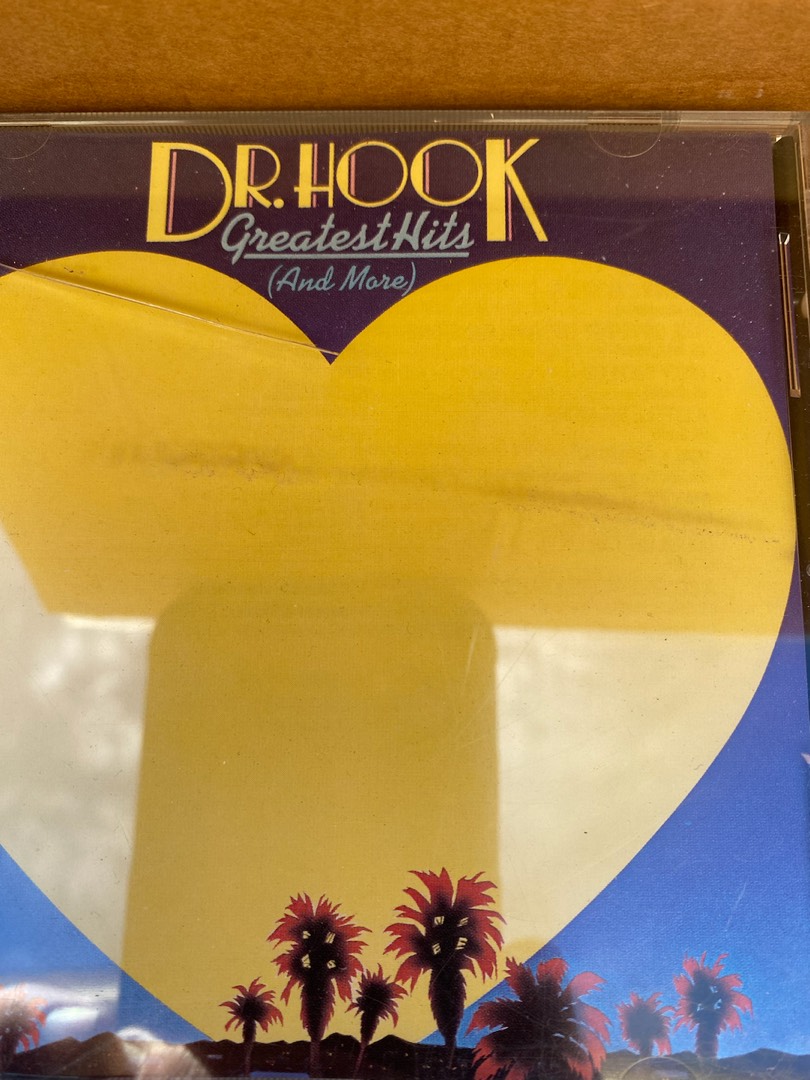 DR. HOOK
Greatest Hits
(And More)